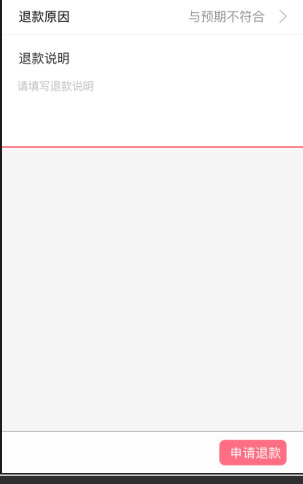 退款原因 与预期不符合
退款说明
请填写退款说明
申请退款